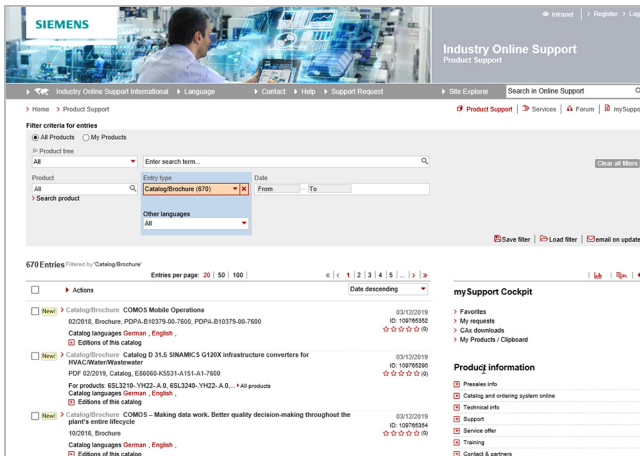 SIEMENS
Intranet > Register > Log
Industry Online Support
Product Support
Industry Online Support International Language Contact Help Support Request Site Explorer Search in Online Support
> Home > Product Support
Product Support Services Forum mySuppo
Filter criteria for entries
All Products My Products
Product tree
All Enter search term... Clear all filters
Product Entry type Date
All Catalog/Brochure (670) From To
> Search product
Other languages
All
Save filter Load filter email on update
670 Entries Filtered by 'Catalog/Brochure'
Entries per page: 20 | 50 | 100 | « | < 1 | 2 | 3 | 4 | 5 | ... | > | »
Actions Date descending
mySupport Cockpit
> Favorites
> My requests
> CAx downloads
> My Products / Clipboard
New! > Catalog/Brochure COMOS Mobile Operations 03/12/2019
02/2018, Brochure, PDPA-B10379-00-7600, PDPA-B10379-00-7600 ID: 109765352
(0)
Catalog languages German , English ,
Editions of this catalog
New! > Catalog/Brochure Catalog D 31.5 SINAMICS G120X infrastructure converters for
HVAC/Water/Wastewater 03/12/2019
PDF 02/2019, Catalog, E86060-K5531-A151-A1-7600 ID: 109765290
(0)
For products: 6SL3210-.YH22-.A.0, 6SL3240-.YH22-.A.0,... All products
Catalog languages German , English ,
Editions of this catalog
New! > Catalog/Brochure COMOS – Making data work. Better quality decision-making throughout the
plant's entire lifecycle 03/12/2019
10/2016, Brochure ID: 109765354
(0)
Catalog languages German , English ,
Editions of this catalog
Product information
Presales info
Catalog and ordering system online
Technical info
Support
Service offer
Training
Contact & partners